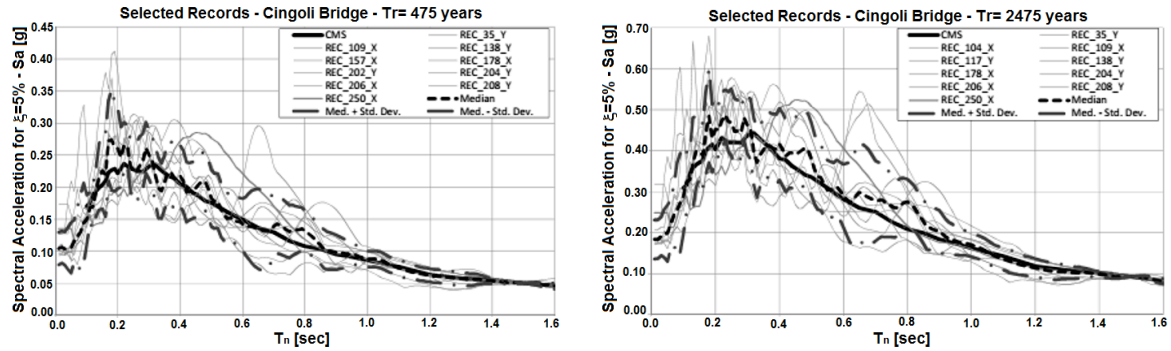 Selected Records - Cingoli Bridge - Tr= 475 years
Spectral Acceleration for ξ=5% - Sa [g]
0.45
0.40
0.35
0.30
0.25
0.20
0.15
0.10
0.05
0.00
CMS REC_35_Y
REC_109_X REC_138_Y
REC_157_X REC_178_X
REC_202_Y REC_204_Y
REC_206_X REC_208_Y
REC_250_X Median
Med. + Std. Dev. Med. - Std. Dev.
0.0 0.2 0.4 0.6 0.8 1.0 1.2 1.4 1.6
Tn [sec]
Selected Records - Cingoli Bridge - Tr= 2475 years
Spectral Acceleration for ξ=5% - Sa [g]
0.70
0.60
0.50
0.40
0.30
0.20
0.10
0.00
CMS REC_35_Y
REC_104_X REC_109_X
REC_117_Y REC_138_Y
REC_178_X REC_204_Y
REC_206_X REC_208_Y
REC_250_X Median
Med. + Std. Dev. Med. - Std. Dev.
0.0 0.2 0.4 0.6 0.8 1.0 1.2 1.4 1.6
Tn [sec]